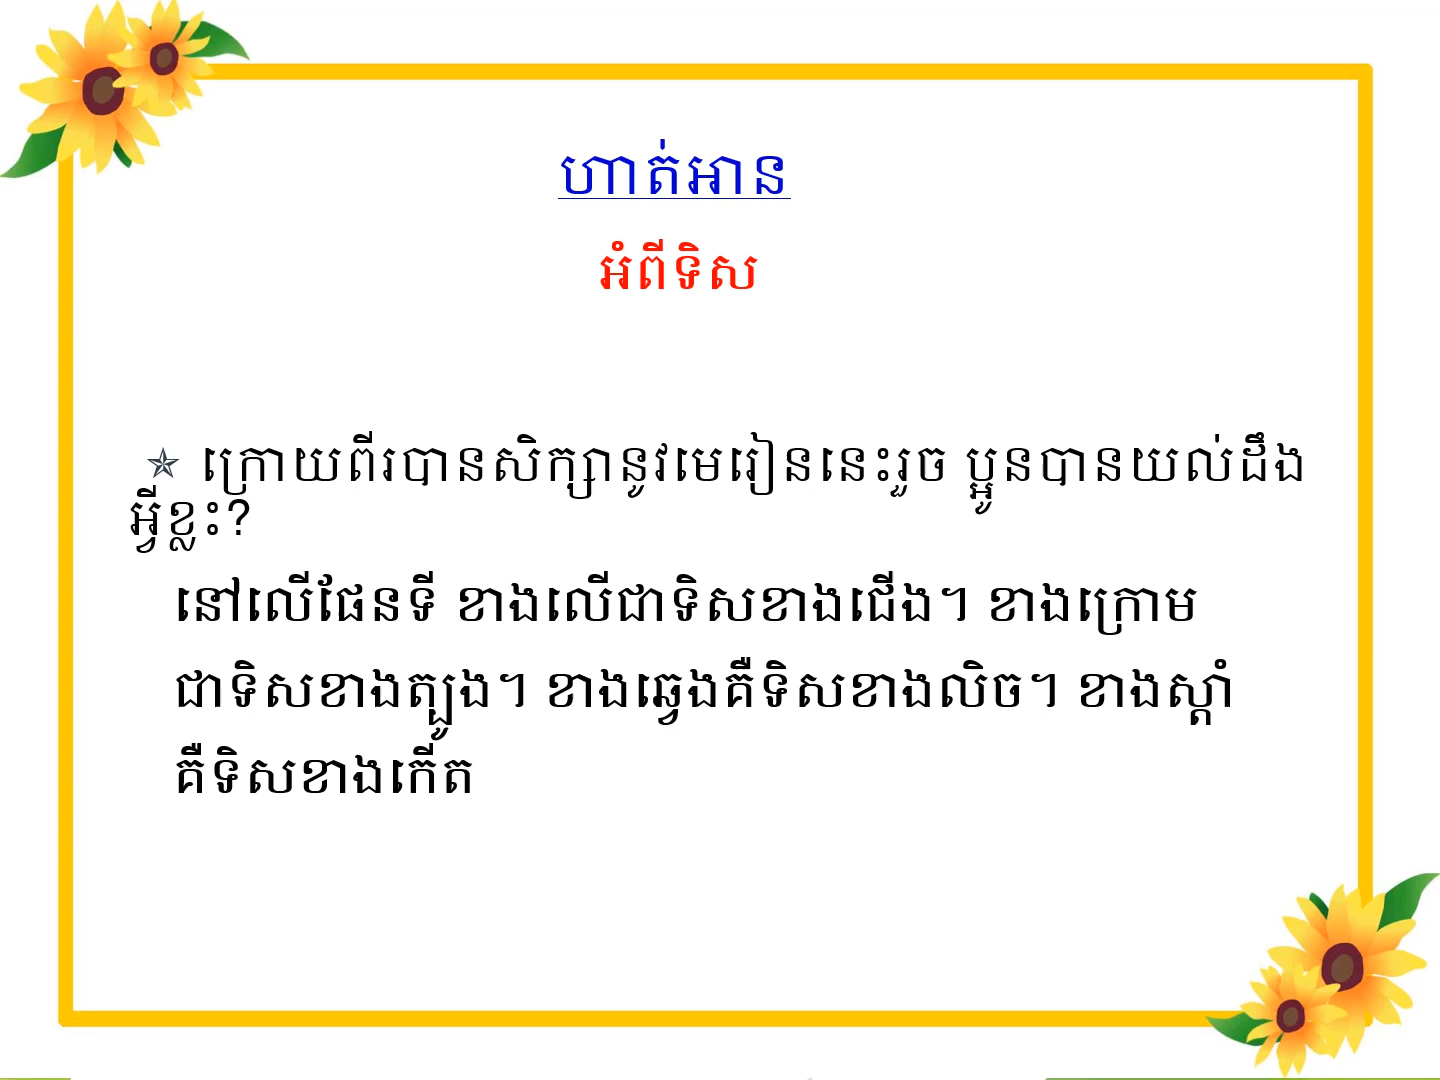 ហាត់អាន
អំពីទិស
✯ ក្រោយពីរបានសិក្សានូវមេរៀននេះរួច ប្អូនបានយល់ដឹង
អ្វីខ្លះ?
នៅលើផែនទី ខាងលើជាទិសខាងជើង។ ខាងក្រោម
ជាទិសខាងត្បូង។ ខាងឆ្វេងគឺទិសខាងលិច។ ខាងស្ដាំ
គឺទិសខាងកើត